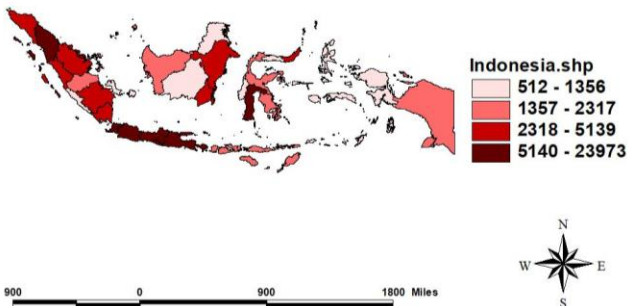 Indonesia.shp
512 - 1356
1357 - 2317
2318 - 5139
5140 - 23973
N
W E
S
900 0 900 1800 Miles